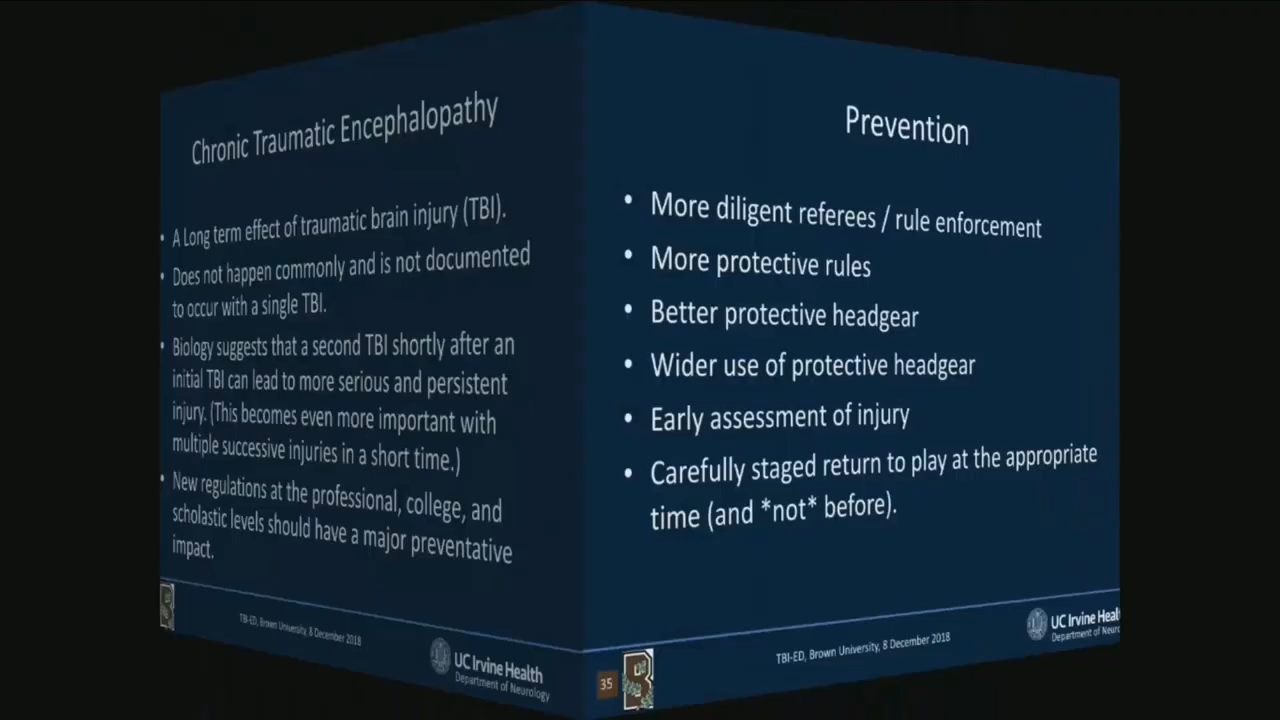 Chronic Traumatic Encephalopathy
• A Long term effect of traumatic brain injury (TBI).
• Does not happen commonly and is not documented
to occur with a single TBI.
• Biology suggests that a second TBI shortly after an
initial TBI can lead to more serious and persistent
injury. (This becomes even more important with
multiple successive injuries in a short time.)
• New regulations at the professional, college, and
scholastic levels should have a major preventative
impact.
TBI-ED, Brown University, 8 December 2018
UC Irvine Health
Department of Neurology
Prevention
• More diligent referees / rule enforcement
• More protective rules
• Better protective headgear
• Wider use of protective headgear
• Early assessment of injury
• Carefully staged return to play at the appropriate
time (and *not* before).
35
TBI-ED, Brown University, 8 December 2018
UC Irvine Heal
Department of Neuro